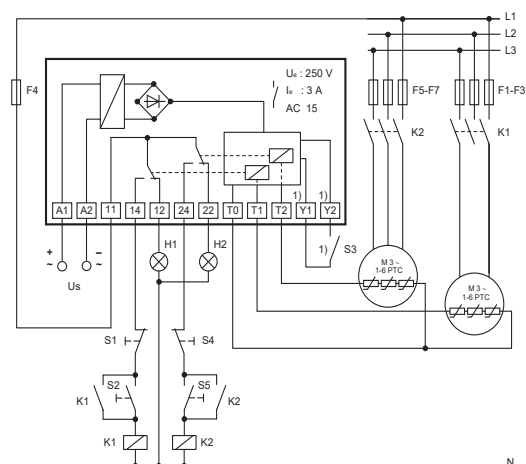 L1
L2
L3
F4
Uₑ : 250 V
Iₑ : 3 A
AC 15
F5-F7
F1-F3
K2
K1
1)
1)
A1 A2 11 14 12 24 22 T0 T1 T2 Y1 Y2
+
~
–
~
Us
H1
H2
1)
S3
M 3 ~
1-6 PTC
M 3 ~
1-6 PTC
S1
S4
K1
S2
S5
K2
K1
K2
N